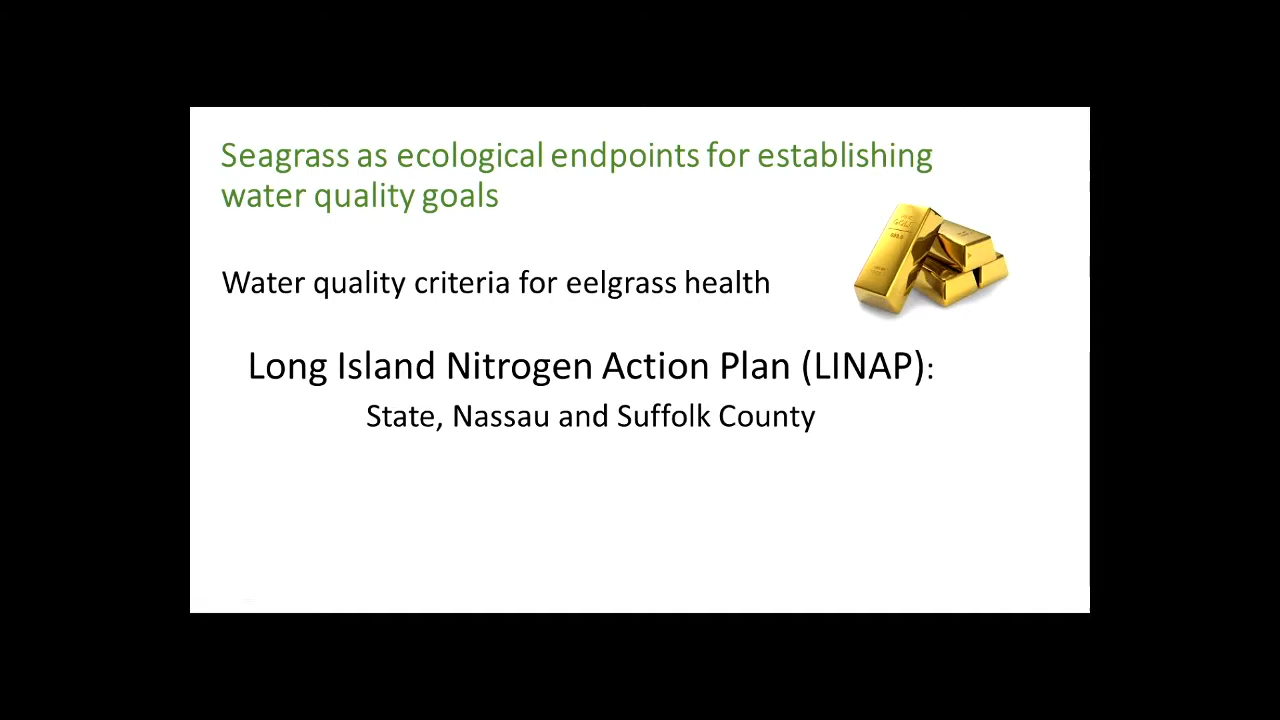 Seagrass as ecological endpoints for establishing
water quality goals
Water quality criteria for eelgrass health
Long Island Nitrogen Action Plan (LINAP):
State, Nassau and Suffolk County
GOLD